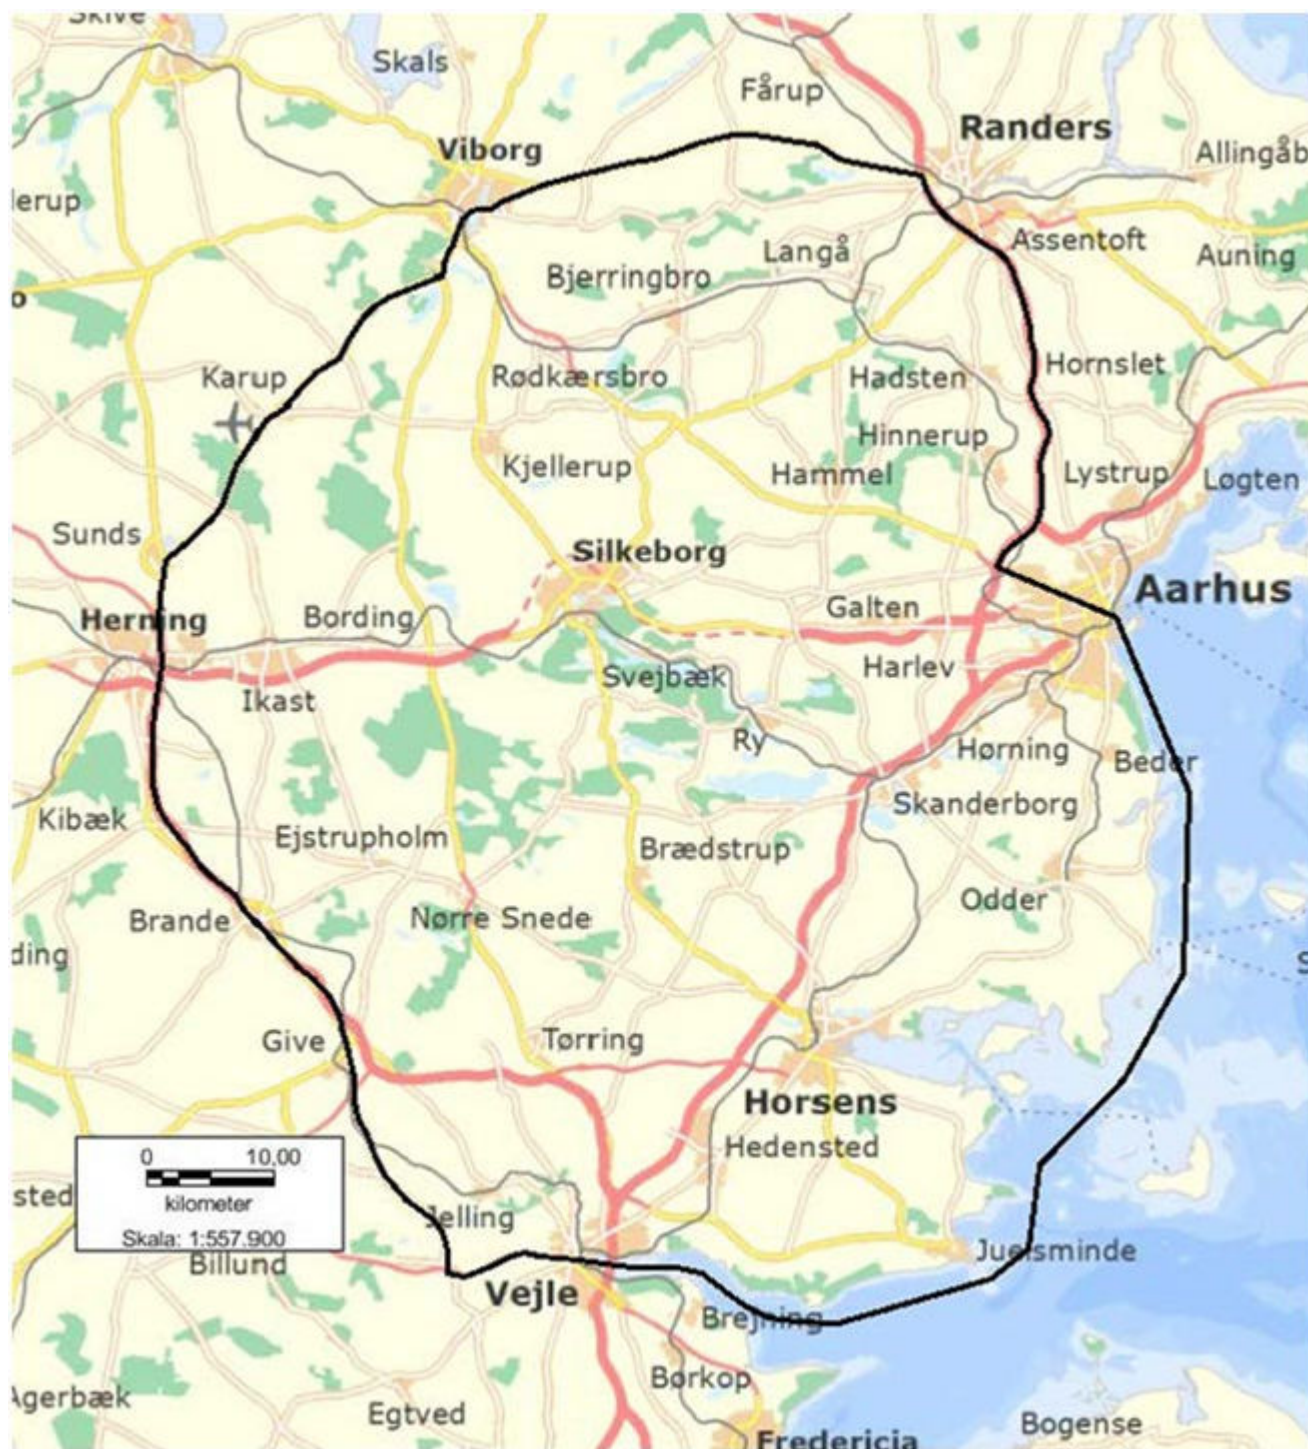 Skive
Skals
Fårup
Randers
Viborg
Allingåb
lerup
Assentoft
Langå
Auning
Bjerringbro
o
Karup
Rødkærsbro
Hadsten
Hornslet
Hinnerup
Kjellerup
Hammel
Lystrup
Løgten
Sunds
Silkeborg
Aarhus
Herning
Bording
Galten
Harlev
Svejbæk
Ikast
Ry
Hørning
Beder
Kibæk
Skanderborg
Ejstrupholm
Brædstrup
Odder
Brande
Nørre Snede
ding
S
Give
Tørring
Horsens
Hedensted
0 10,00
kilometer
Skala: 1:557.900
sted
Jelling
Billund
Juelsminde
Vejle
Brejning
Børkop
Agerbæk
Egtved
Bogense
Fredericia